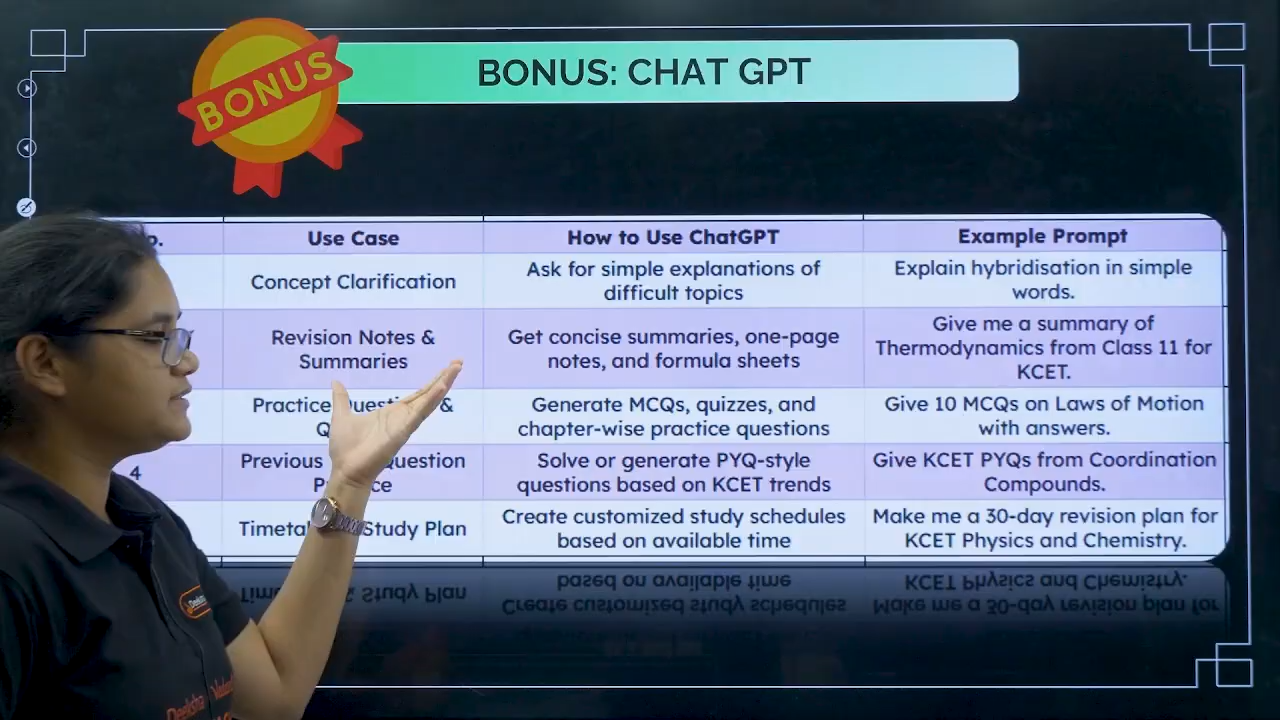 BONUS
BONUS: CHAT GPT
Use Case
How to Use ChatGPT
Example Prompt
Concept Clarification
Ask for simple explanations of
difficult topics
Explain hybridisation in simple
words.
Revision Notes &
Summaries
Get concise summaries, one-page
notes, and formula sheets
Give me a summary of
Thermodynamics from Class 11 for
KCET.
Practice &
Generate MCQs, quizzes, and
chapter-wise practice questions
Give 10 MCQs on Laws of Motion
with answers.
4
Previous Question
Solve or generate PYQ-style
questions based on KCET trends
Give KCET PYQs from Coordination
Compounds.
Study Plan
Create customized study schedules
based on available time
Make me a 30-day revision plan for
KCET Physics and Chemistry.
Deeksha